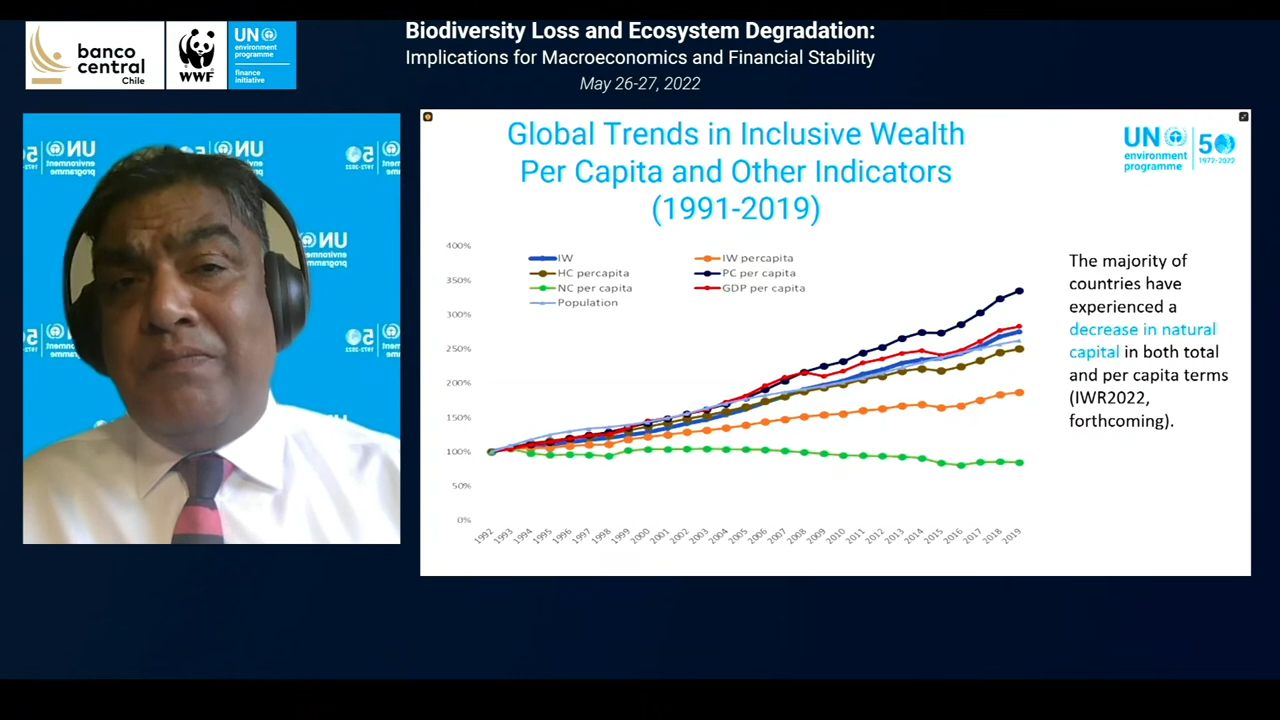 Biodiversity Loss and Ecosystem Degradation:
Implications for Macroeconomics and Financial Stability
May 26-27, 2022
banco
central
Chile
WWF
UN
environment
programme
finance
initiative
Global Trends in Inclusive Wealth
Per Capita and Other Indicators
(1991-2019)
UN
environment
programme
50
1972-2022
400%
350%
300%
250%
200%
150%
100%
50%
0%
IW
IW percapita
HC percapita
PC per capita
NC per capita
GDP per capita
Population
1992 1993 1994 1995 1996 1997 1998 1999 2000 2001 2002 2003 2004 2005 2006 2007 2008 2009 2010 2011 2012 2013 2014 2015 2016 2017 2018 2019
The majority of
countries have
experienced a
decrease in natural
capital in both total
and per capita terms
(IWR2022,
forthcoming).
UN
environment
programme